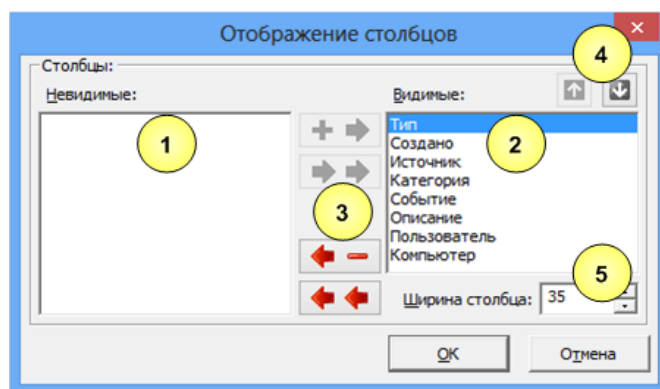 Отображение столбцов
4
Столбцы:
Невидимые:
Видимые:
1
2
Тип
Создано
Источник
Категория
Событие
Описание
Пользователь
Компьютер
3
5
Ширина столбца: 35
OK
Отмена